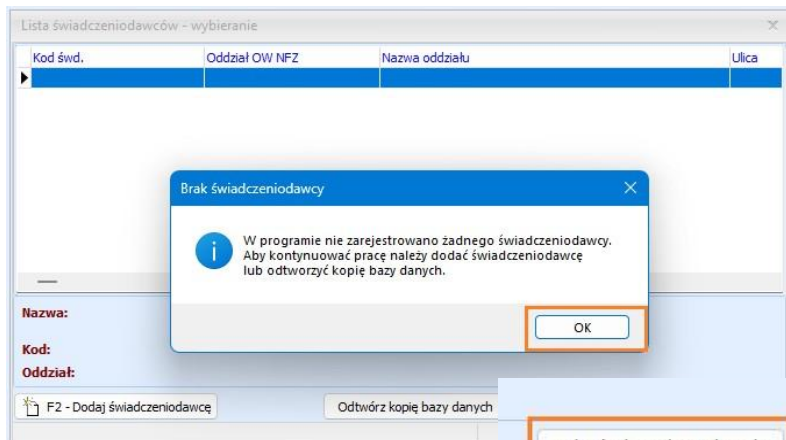 Lista świadczeniodawców - wybieranie
Kod śwd. Oddział OW NFZ Nazwa oddziału Ulica
Brak świadczeniodawcy
W programie nie zarejestrowano żadnego świadczeniodawcy.
Aby kontynuować pracę należy dodać świadczeniodawcę
lub odtworzyć kopię bazy danych.
OK
Nazwa:
Kod:
Oddział:
F2 - Dodaj świadczeniodawcę Odtwórz kopię bazy danych